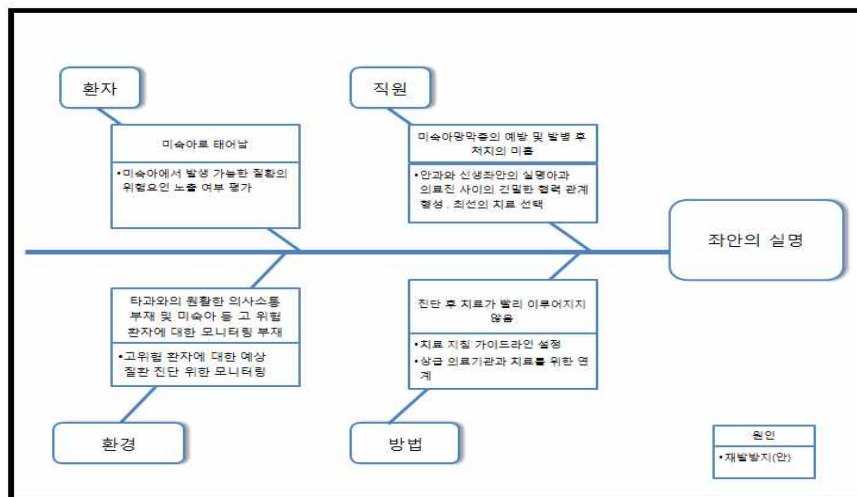 환자
직원
미숙아로 태어남
•미숙아에서 발생 가능한 질환의
위험요인 노출 여부 평가
미숙아망막증의 예방 및 발병 후
처치의 미흡
•안과와 신생좌안의 실명아과
의료진 사이의 긴밀한 협력 관계
형성 . 최선의 치료 선택
좌안의 실명
타과와의 원활한 의사소통
부재 및 미숙아 등 고 위험
환자에 대한 모니터링 부재
•고위험 환자에 대한 예상
질환 진단 위한 모니터링
진단 후 치료가 빨리 이루어지지
않음
•치료 지침 가이드라인 설정
•상급 의료기관과 치료를 위한 연
계
환경
방법
원인
•재발방지(안)